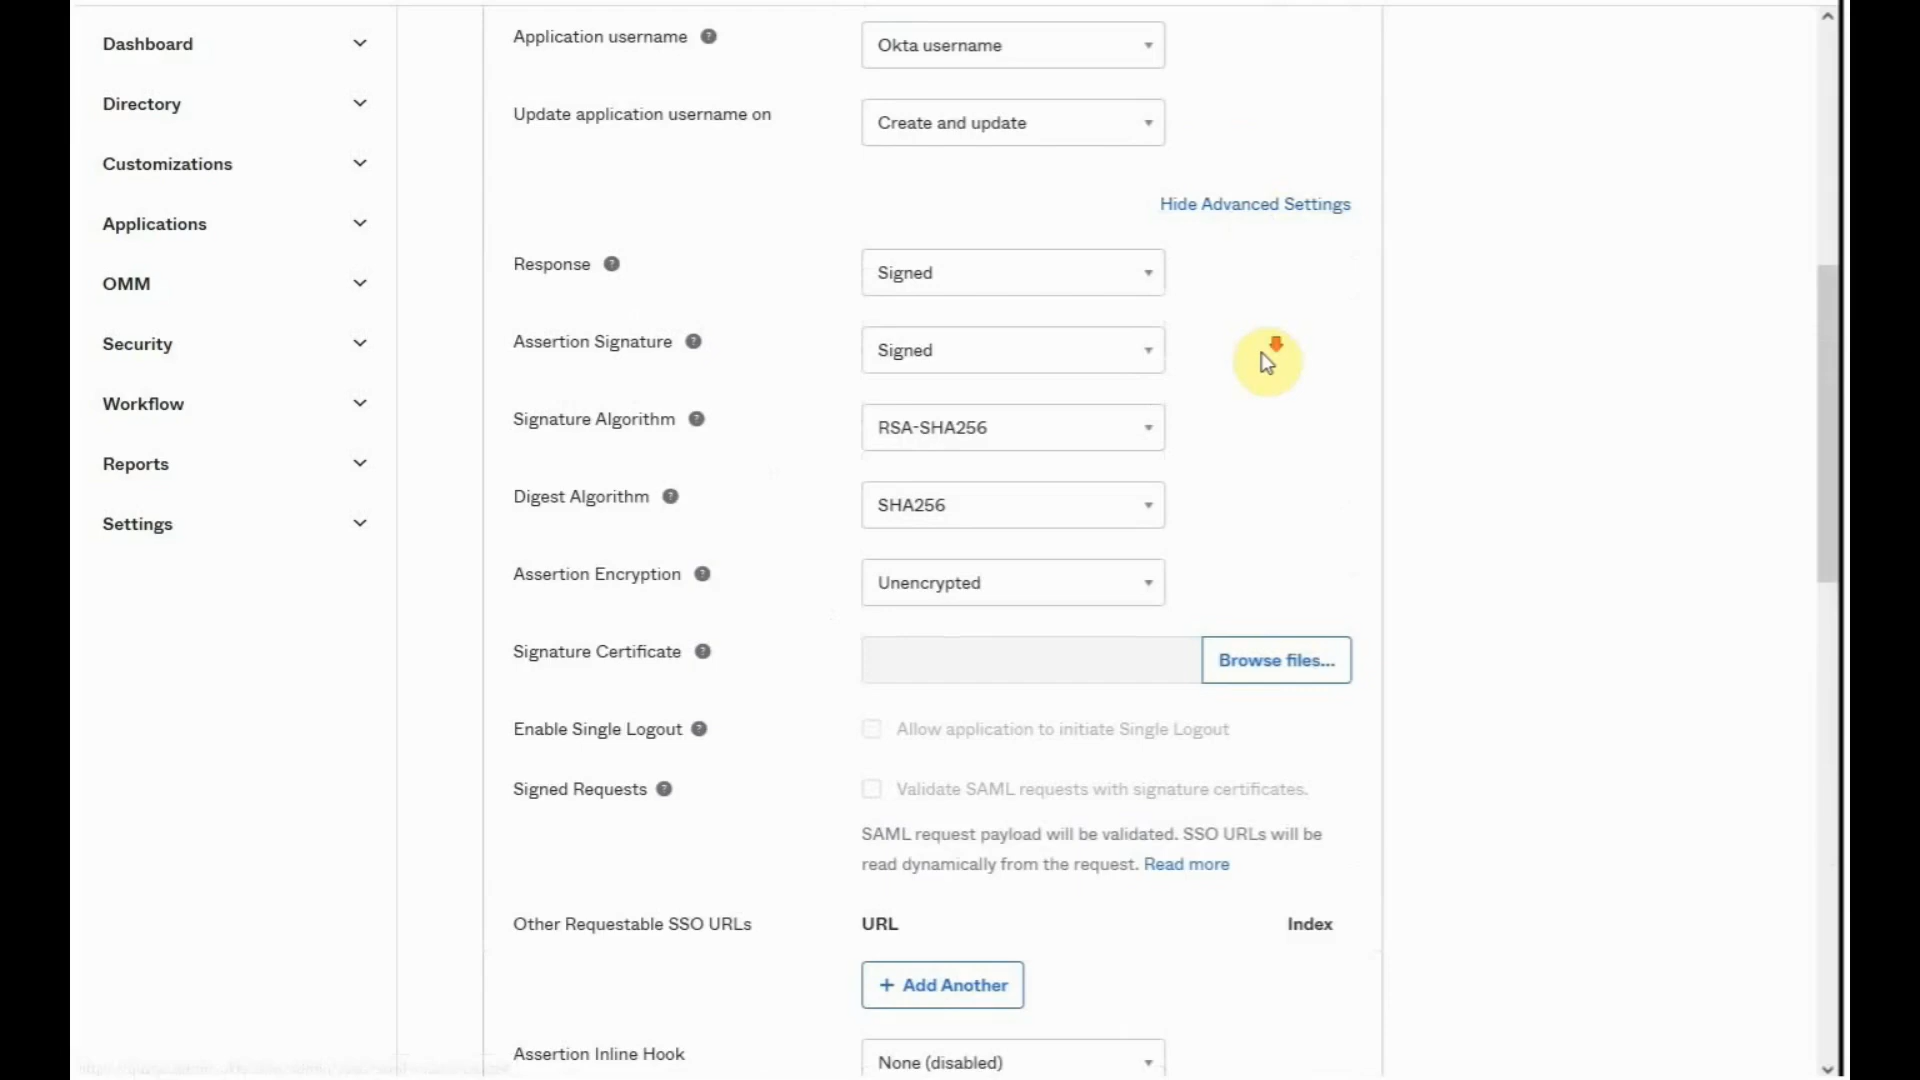 Dashboard
Directory
Customizations
Applications
OMM
Security
Workflow
Reports
Settings
Application username ?
Okta username
Update application username on
Create and update
Hide Advanced Settings
Response ?
Signed
Assertion Signature ?
Signed
Signature Algorithm ?
RSA-SHA256
Digest Algorithm ?
SHA256
Assertion Encryption ?
Unencrypted
Signature Certificate ?
Browse files...
Enable Single Logout ?
Allow application to initiate Single Logout
Signed Requests ?
Validate SAML requests with signature certificates.
SAML request payload will be validated. SSO URLs will be
read dynamically from the request. Read more
Other Requestable SSO URLs
URL
Index
+ Add Another
Assertion Inline Hook
None (disabled)